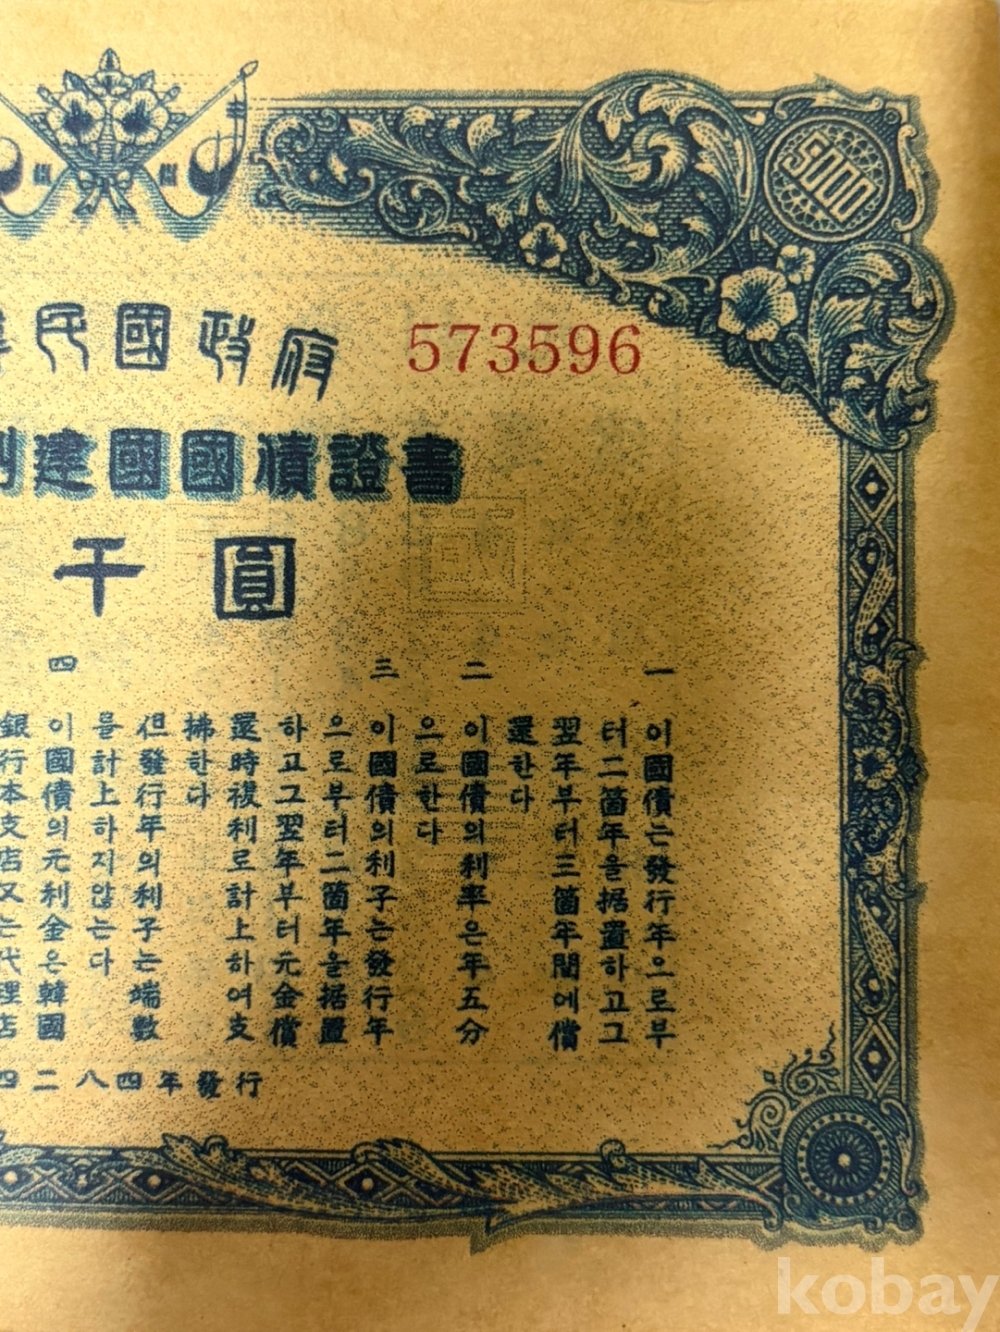 5000
民國政府
573596
建國國債證書
千圓
一
이國債는發行年으로부
터二箇年을据置하고그
翌年부터三箇年間에償
還한다
二
이國債의利率은年五分
으로한다
三
이國債의利子는發行年
으로부터二箇年을据置
하고그翌年부터元金償
還時複利로計上하여支
拂한다
但發行年의利子는端數
를計上하지않는다
四
이國債의元利金은韓國
銀行本支店又는代理店
四二八四年發行
kobay